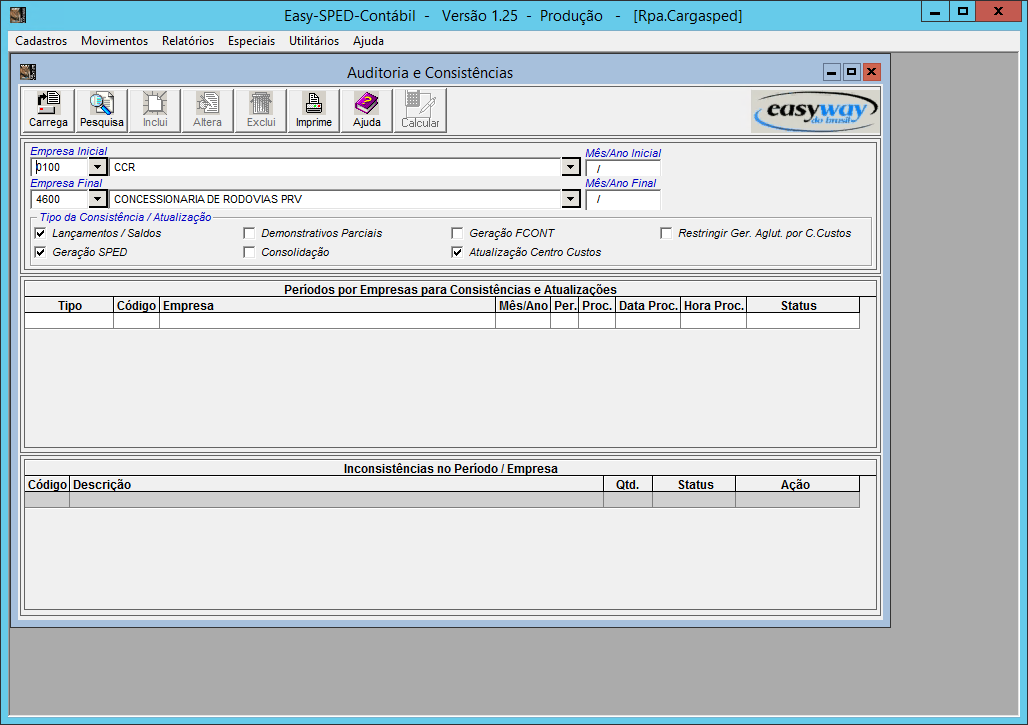 Easy-SPED-Contábil - Versão 1.25 - Produção - [Rpa.Cargasped]
Cadastros Movimentos Relatórios Especiais Utilitários Ajuda
Auditoria e Consistências
Carrega Pesquisa Inclui Altera Exclui Imprime Ajuda Calcular
easyway
do brasil
Empresa Inicial Mês/Ano Inicial
0100 CCR /
Empresa Final Mês/Ano Final
4600 CONCESSIONARIA DE RODOVIAS PRV /
Tipo da Consistência / Atualização
Lançamentos / Saldos Demonstrativos Parciais Geração FCONT Restringir Ger. Aglut. por C.Custos
Geração SPED Consolidação Atualização Centro Custos
Períodos por Empresas para Consistências e Atualizações
Tipo Código Empresa Mês/Ano Per. Proc. Data Proc. Hora Proc. Status
Inconsistências no Período / Empresa
Código Descrição Qtd. Status Ação